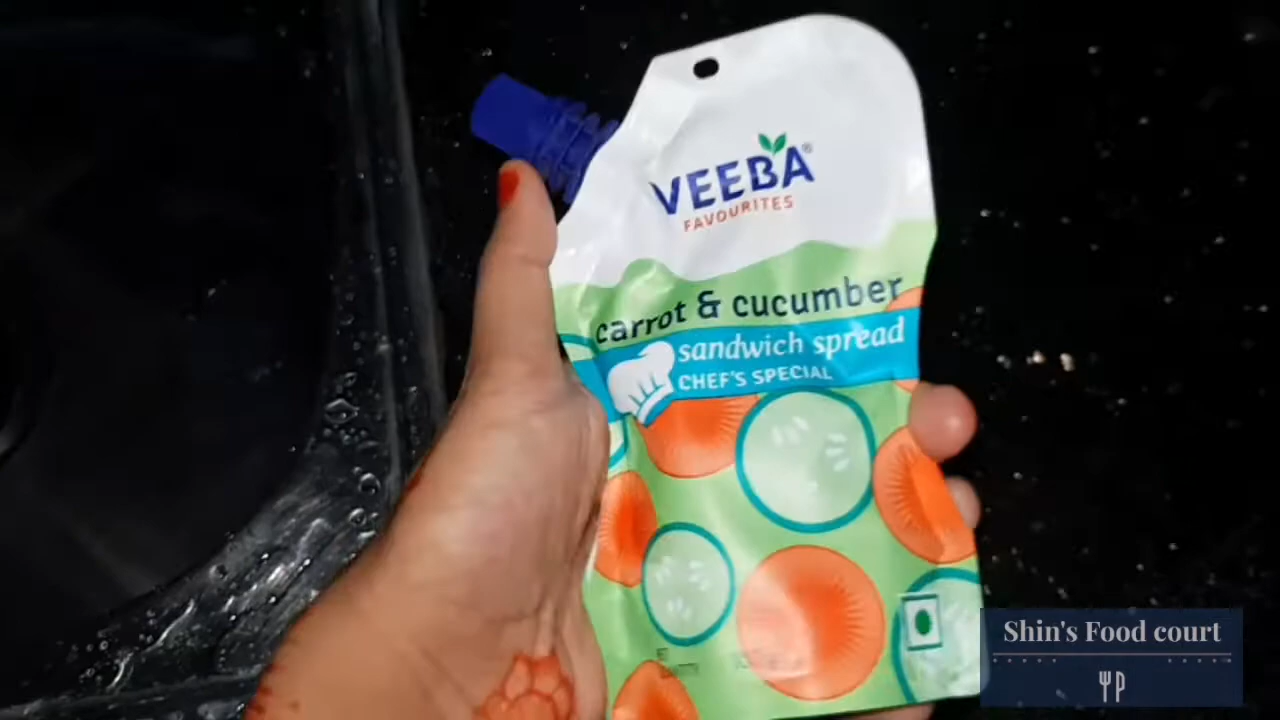 VEEBA®
FAVOURITES
carrot & cucumber
sandwich spread
CHEF'S SPECIAL
Shin's Food court